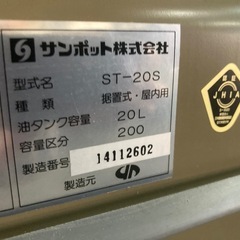 サンポット株式会社
型式名 ST-20S
種類 据置式・屋内用
油タンク容量 20L
容量区分 200
製造番号 14112602
製造元
JHIA